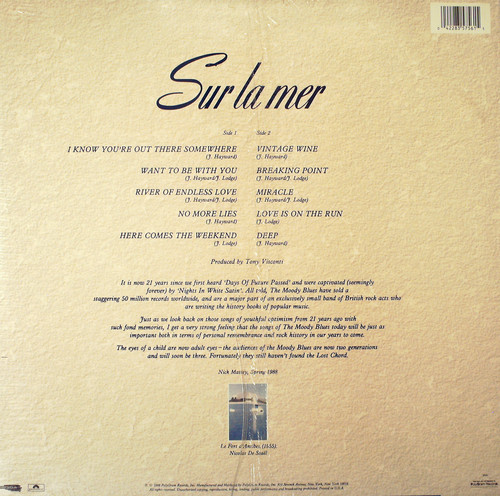 Sur la mer
Side 1
Side 2
I KNOW YOU'RE OUT THERE SOMEWHERE
(J. Hayward)
VINTAGE WINE
(J. Hayward)
WANT TO BE WITH YOU
(J. Hayward/J. Lodge)
BREAKING POINT
(J. Hayward/J. Lodge)
RIVER OF ENDLESS LOVE
(J. Hayward/J. Lodge)
MIRACLE
(J. Hayward/J. Lodge)
NO MORE LIES
(J. Hayward)
LOVE IS ON THE RUN
(J. Lodge)
HERE COMES THE WEEKEND
(J. Lodge)
DEEP
(J. Hayward)
Produced by Tony Visconti
It is now 21 years since we first heard 'Days Of Future Passed' and were captivated (seemingly
forever) by 'Nights In White Satin'. All told, The Moody Blues have sold a
staggering 50 million records worldwide, and are a major part of an exclusively small band of British rock acts who
are writing the history books of popular music.
Just as we look back on those songs of youthful optimism from 21 years ago with
such fond memories, I get a very strong feeling that the songs of The Moody Blues today will be just as
important both in terms of personal remembrance and rock history in our years to come.
The eyes of a child are now adult eyes – the audiences of the Moody Blues are now two generations
and will soon be three. Fortunately they still haven't found the Lost Chord.
Nick Massey, Spring 1988
Le Fort d'Antibes, (1955).
Nicolas De Staël